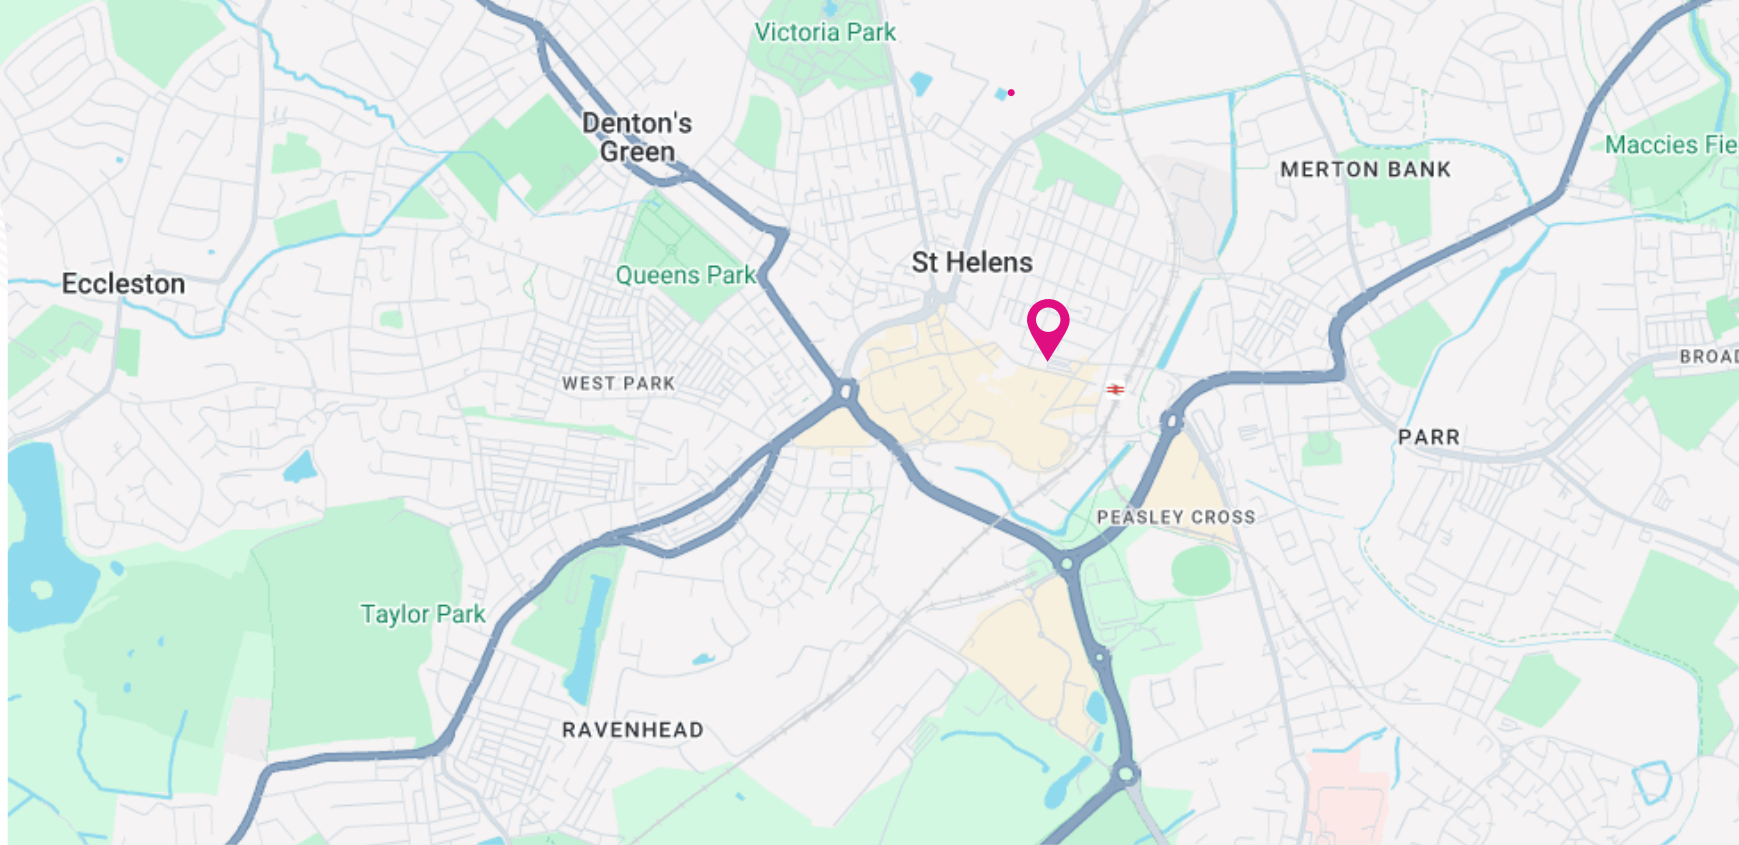 Victoria Park
Denton's
Green
Maccies Fie
MERTON BANK
St Helens
Queens Park
Eccleston
BROAD
WEST PARK
PARR
PEASLEY CROSS
Taylor Park
RAVENHEAD